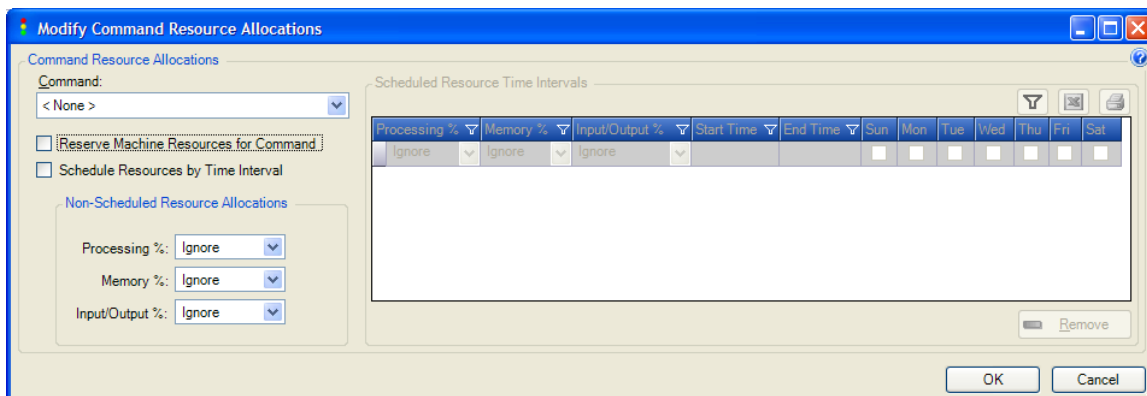 Modify Command Resource Allocations
Command Resource Allocations
Command:
< None >
Reserve Machine Resources for Command
Schedule Resources by Time Interval
Non-Scheduled Resource Allocations
Processing %: Ignore
Memory %: Ignore
Input/Output %: Ignore
Scheduled Resource Time Intervals
Processing % Memory % Input/Output % Start Time End Time Sun Mon Tue Wed Thu Fri Sat
Ignore Ignore Ignore
Remove
OK Cancel